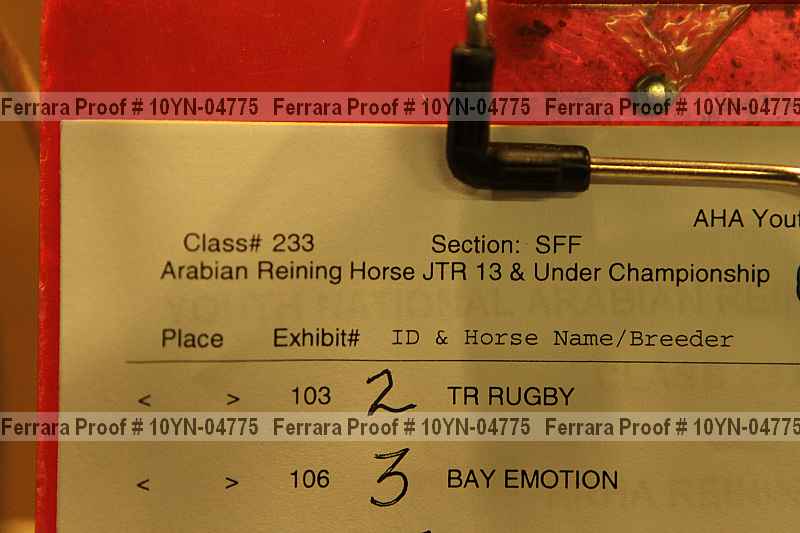 Ferrara Proof # 10YN-04775 Ferrara Proof # 10YN-04775 Ferrara Proof # 10YN-04775
AHA Yout
Class# 233 Section: SFF
Arabian Reining Horse JTR 13 & Under Championship
Place Exhibit# ID & Horse Name/Breeder
< > 103 2 TR RUGBY
Ferrara Proof # 10YN-04775 Ferrara Proof # 10YN-04775 Ferrara Proof # 10YN-04775
< > 106 3 BAY EMOTION